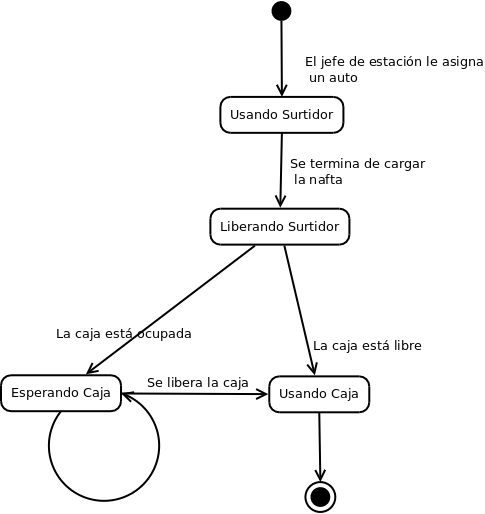 El jefe de estación le asigna
un auto
Usando Surtidor
Se termina de cargar
la nafta
Liberando Surtidor
La caja está ocupada
La caja está libre
Se libera la caja
Esperando Caja
Usando Caja